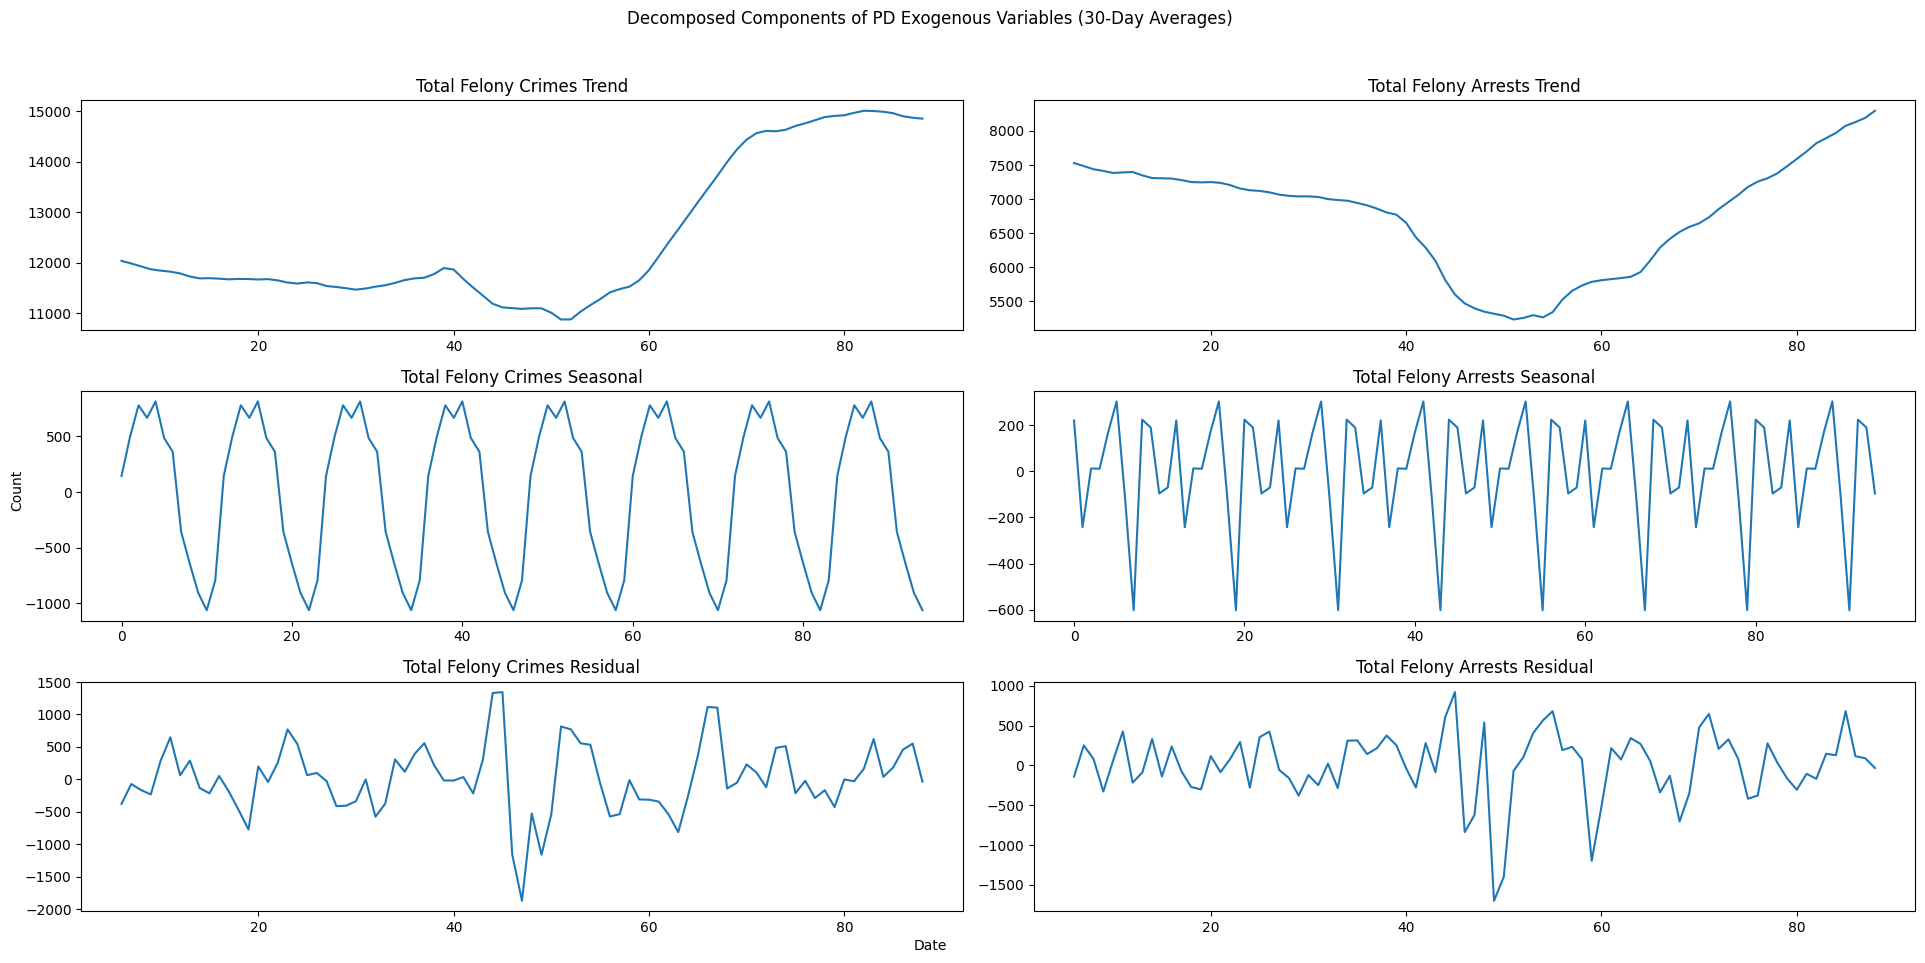 Decomposed Components of PD Exogenous Variables (30-Day Averages)
Total Felony Crimes Trend
15000
14000
13000
12000
11000
20 40 60 80
Total Felony Arrests Trend
8000
7500
7000
6500
6000
5500
20 40 60 80
Count
Total Felony Crimes Seasonal
500
0
−500
−1000
0 20 40 60 80
Total Felony Arrests Seasonal
200
0
−200
−400
−600
0 20 40 60 80
Total Felony Crimes Residual
1500
1000
500
0
−500
−1000
−1500
−2000
20 40 60 80
Total Felony Arrests Residual
1000
500
0
−500
−1000
−1500
20 40 60 80
Date